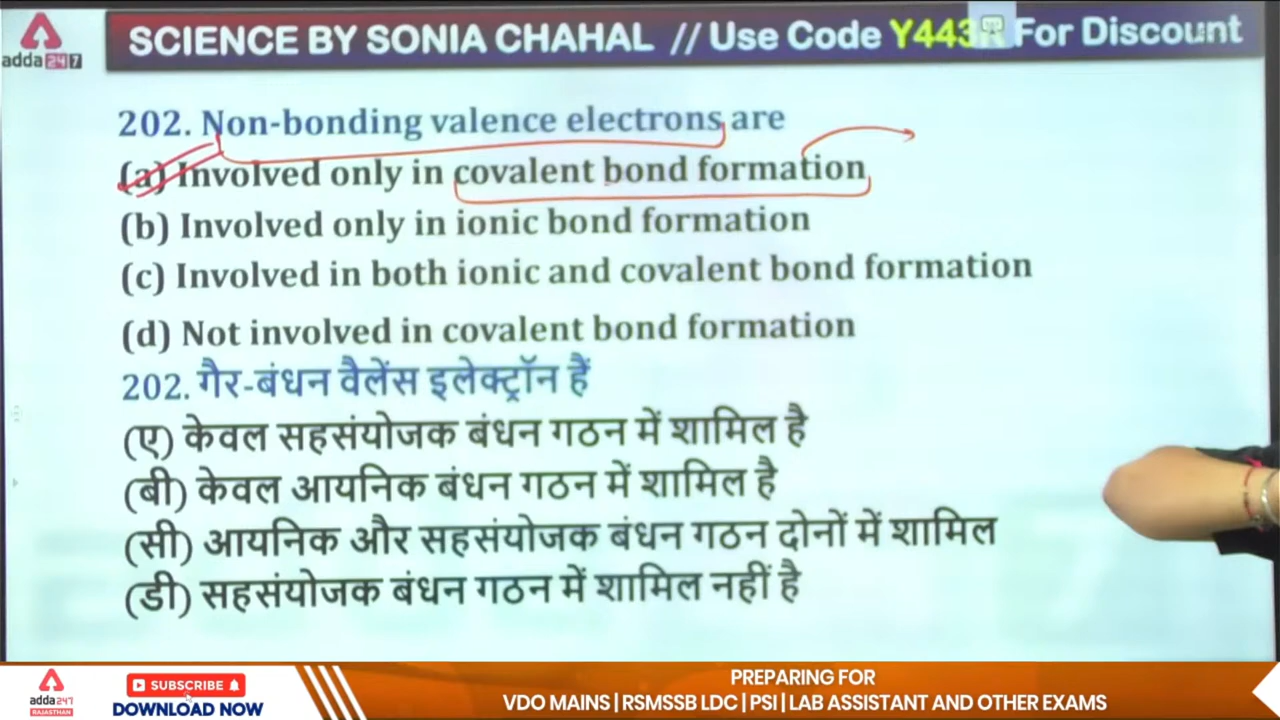 SCIENCE BY SONIA CHAHAL // Use Code Y443 For Discount
adda247
202. Non-bonding valence electrons are
(a) Involved only in covalent bond formation
(b) Involved only in ionic bond formation
(c) Involved in both ionic and covalent bond formation
(d) Not involved in covalent bond formation
202. गैर-बंधन वैलेंस इलेक्ट्रॉन हैं
(ए) केवल सहसंयोजक बंधन गठन में शामिल है
(बी) केवल आयनिक बंधन गठन में शामिल है
(सी) आयनिक और सहसंयोजक बंधन गठन दोनों में शामिल
(डी) सहसंयोजक बंधन गठन में शामिल नहीं है
adda247
RAJASTHAN
SUBSCRIBE
DOWNLOAD NOW
PREPARING FOR
VDO MAINS | RSMSSB LDC | PSI | LAB ASSISTANT AND OTHER EXAMS